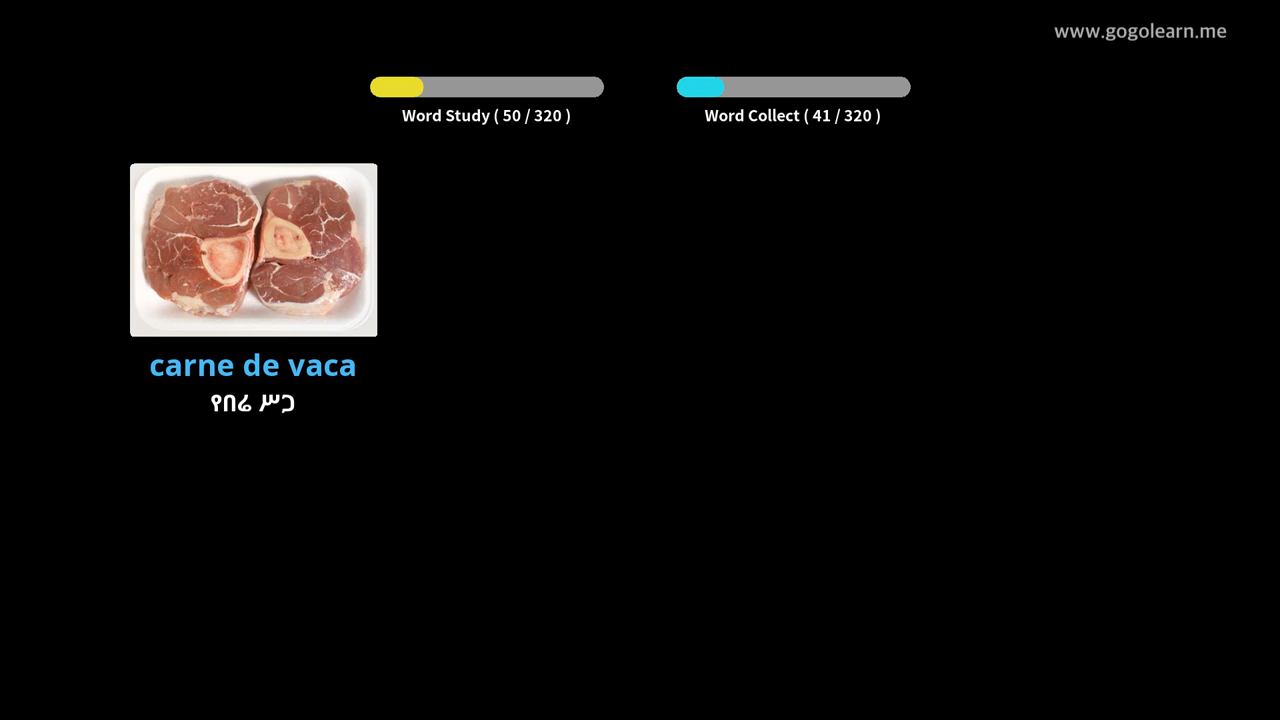 www.gogolearn.me
Word Study ( 50 / 320 )
Word Collect ( 41 / 320 )
carne de vaca
የበሬ ሥጋ